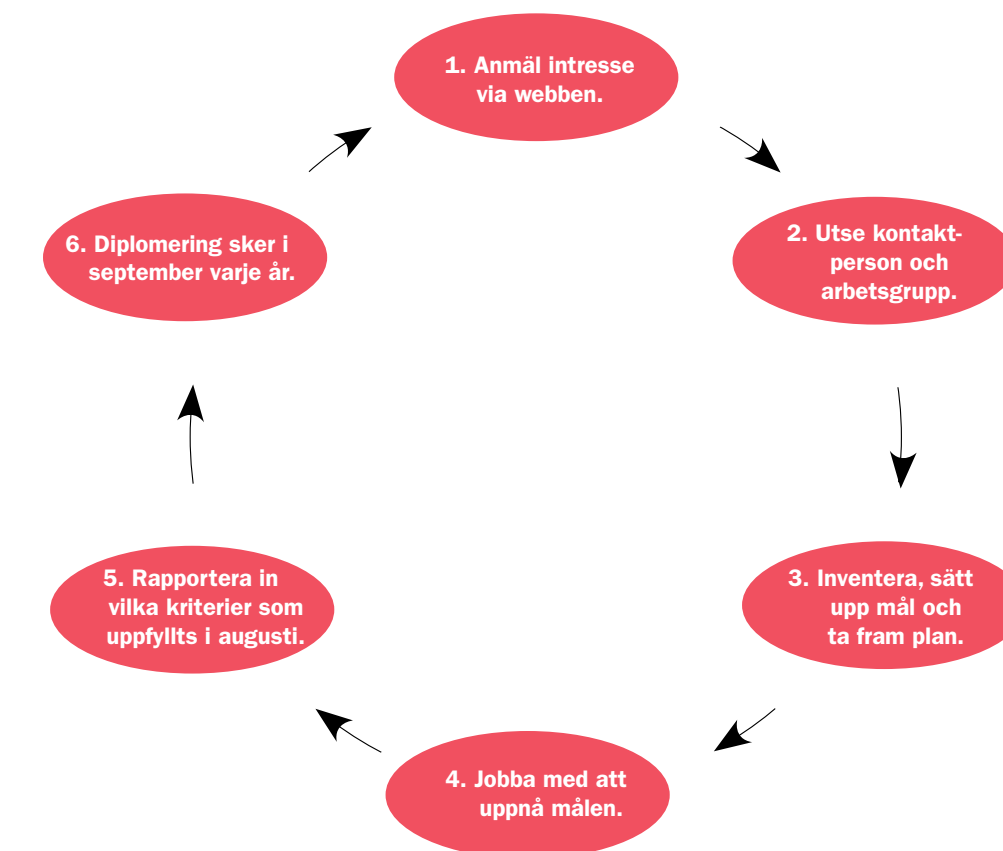 1. Anmäl intresse
via webben.
2. Utse kontakt-
person och
arbetsgrupp.
3. Inventera, sätt
upp mål och
ta fram plan.
4. Jobba med att
uppnå målen.
5. Rapportera in
vilka kriterier som
uppfyllts i augusti.
6. Diplomering sker i
september varje år.